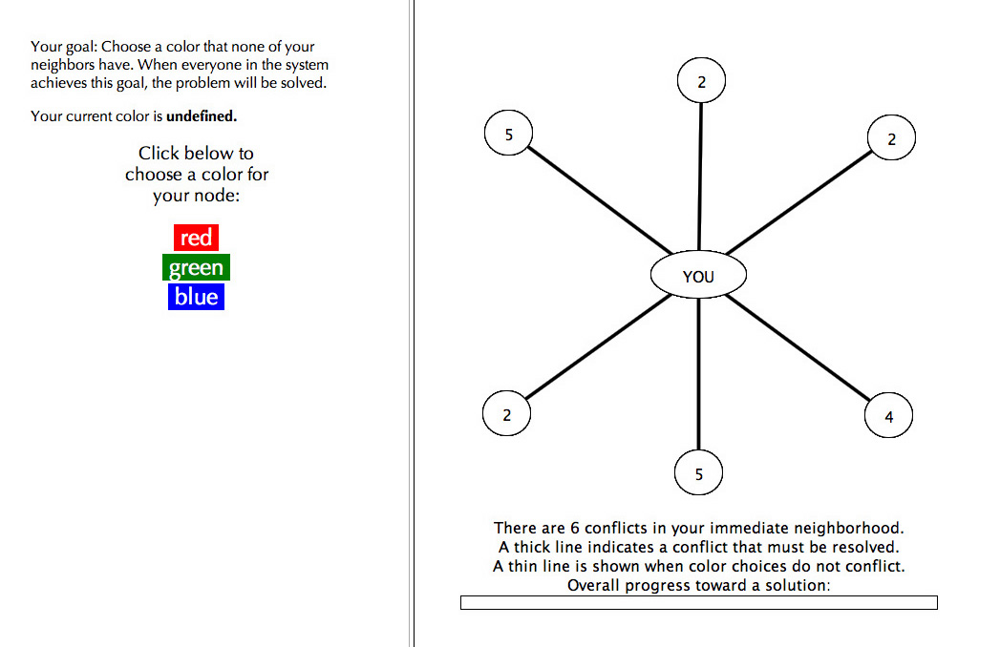 Your goal: Choose a color that none of your
neighbors have. When everyone in the system
achieves this goal, the problem will be solved.
Your current color is undefined.
Click below to
choose a color for
your node:
red
green
blue
2
5
2
YOU
2
4
5
There are 6 conflicts in your immediate neighborhood.
A thick line indicates a conflict that must be resolved.
A thin line is shown when color choices do not conflict.
Overall progress toward a solution: